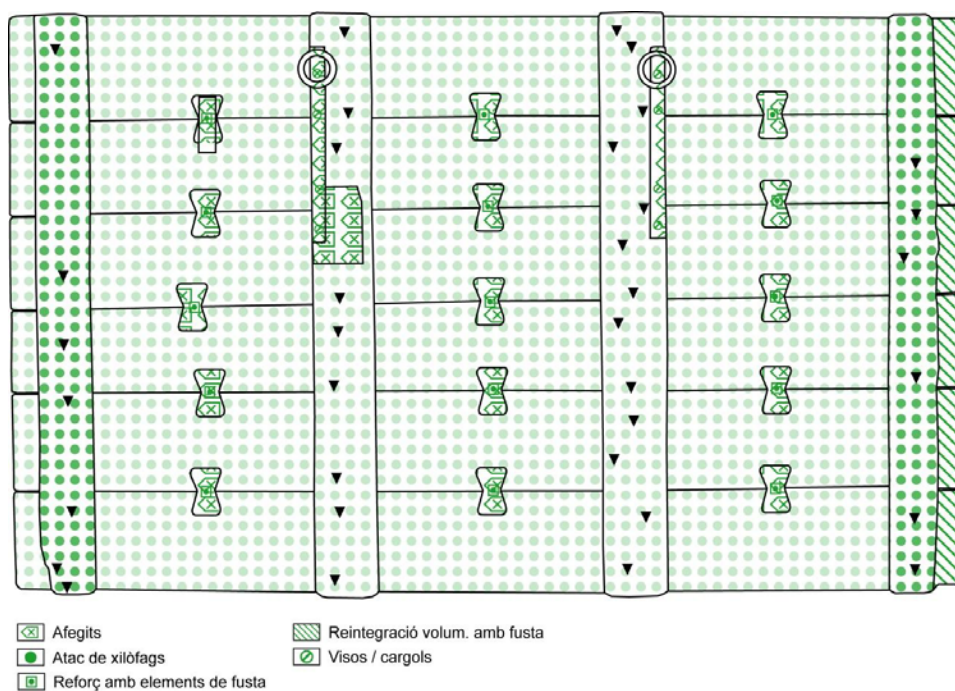 Afegits
Atac de xilòfags
Reforç amb elements de fusta
Reintegració volum. amb fusta
Visos / cargols